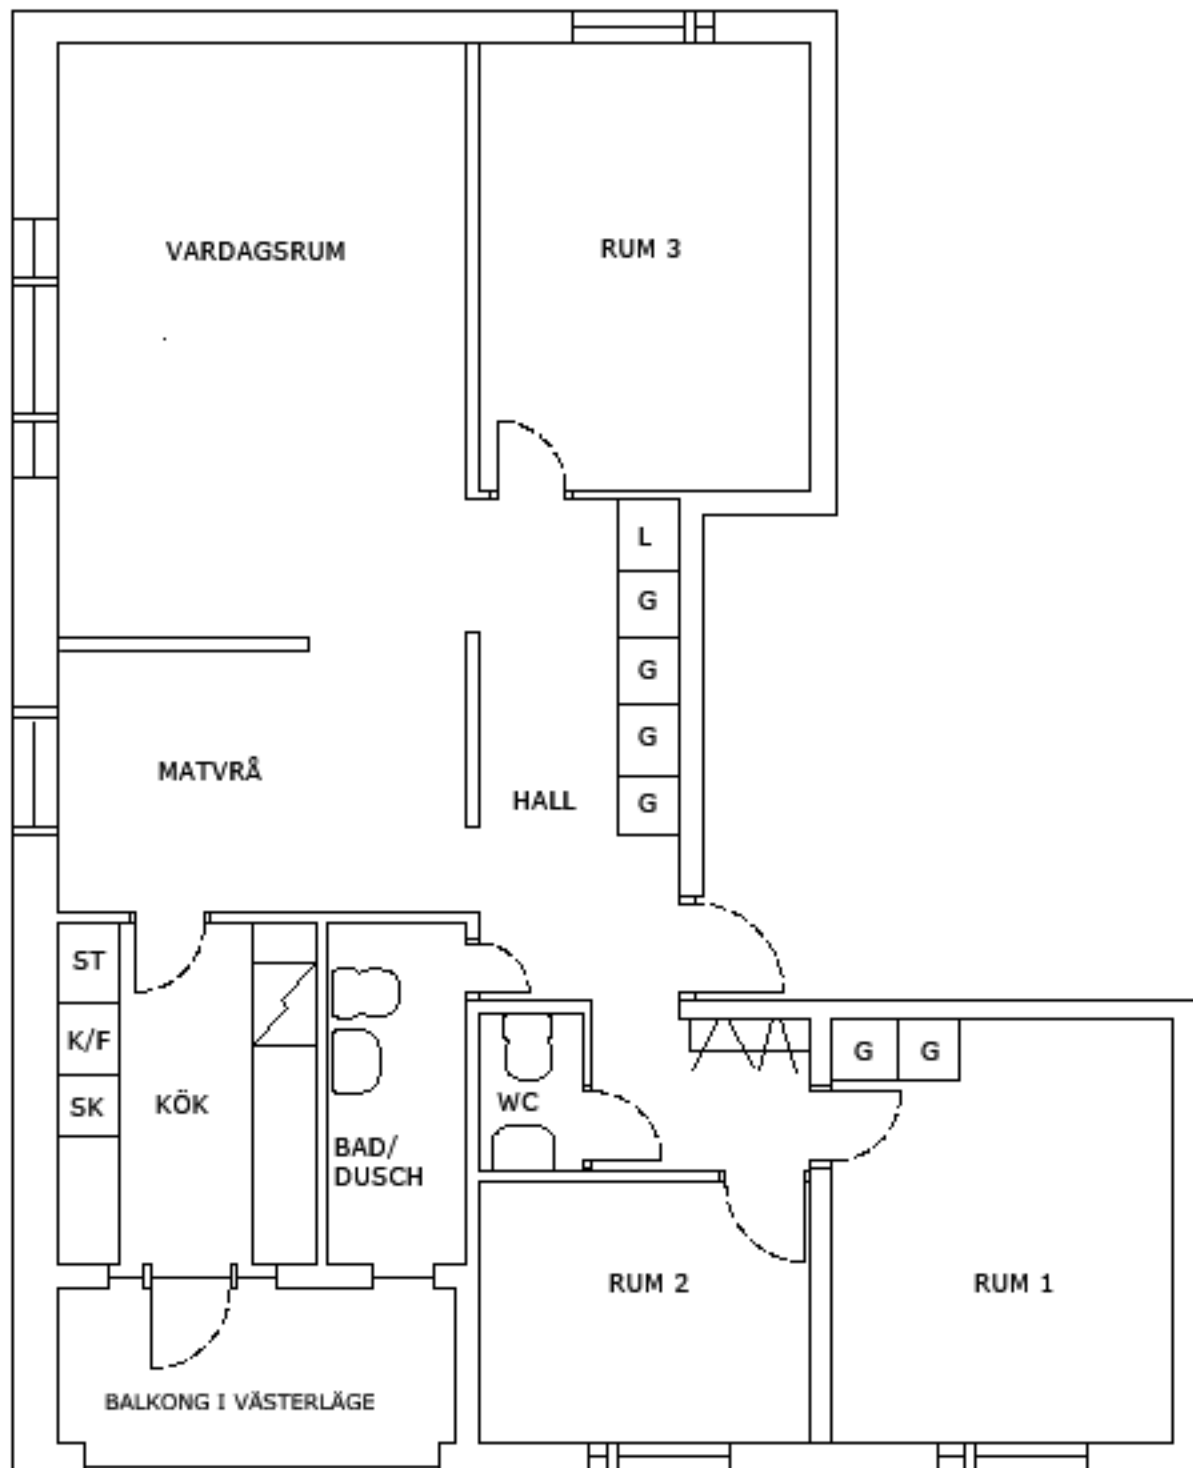 VARDAGSRUM
RUM 3
L
G
G
G
G
MATVRÅ
HALL
ST
K/F
SK
KÖK
BAD/
DUSCH
WC
G
G
RUM 2
RUM 1
BALKONG I VÄSTERLÄGE